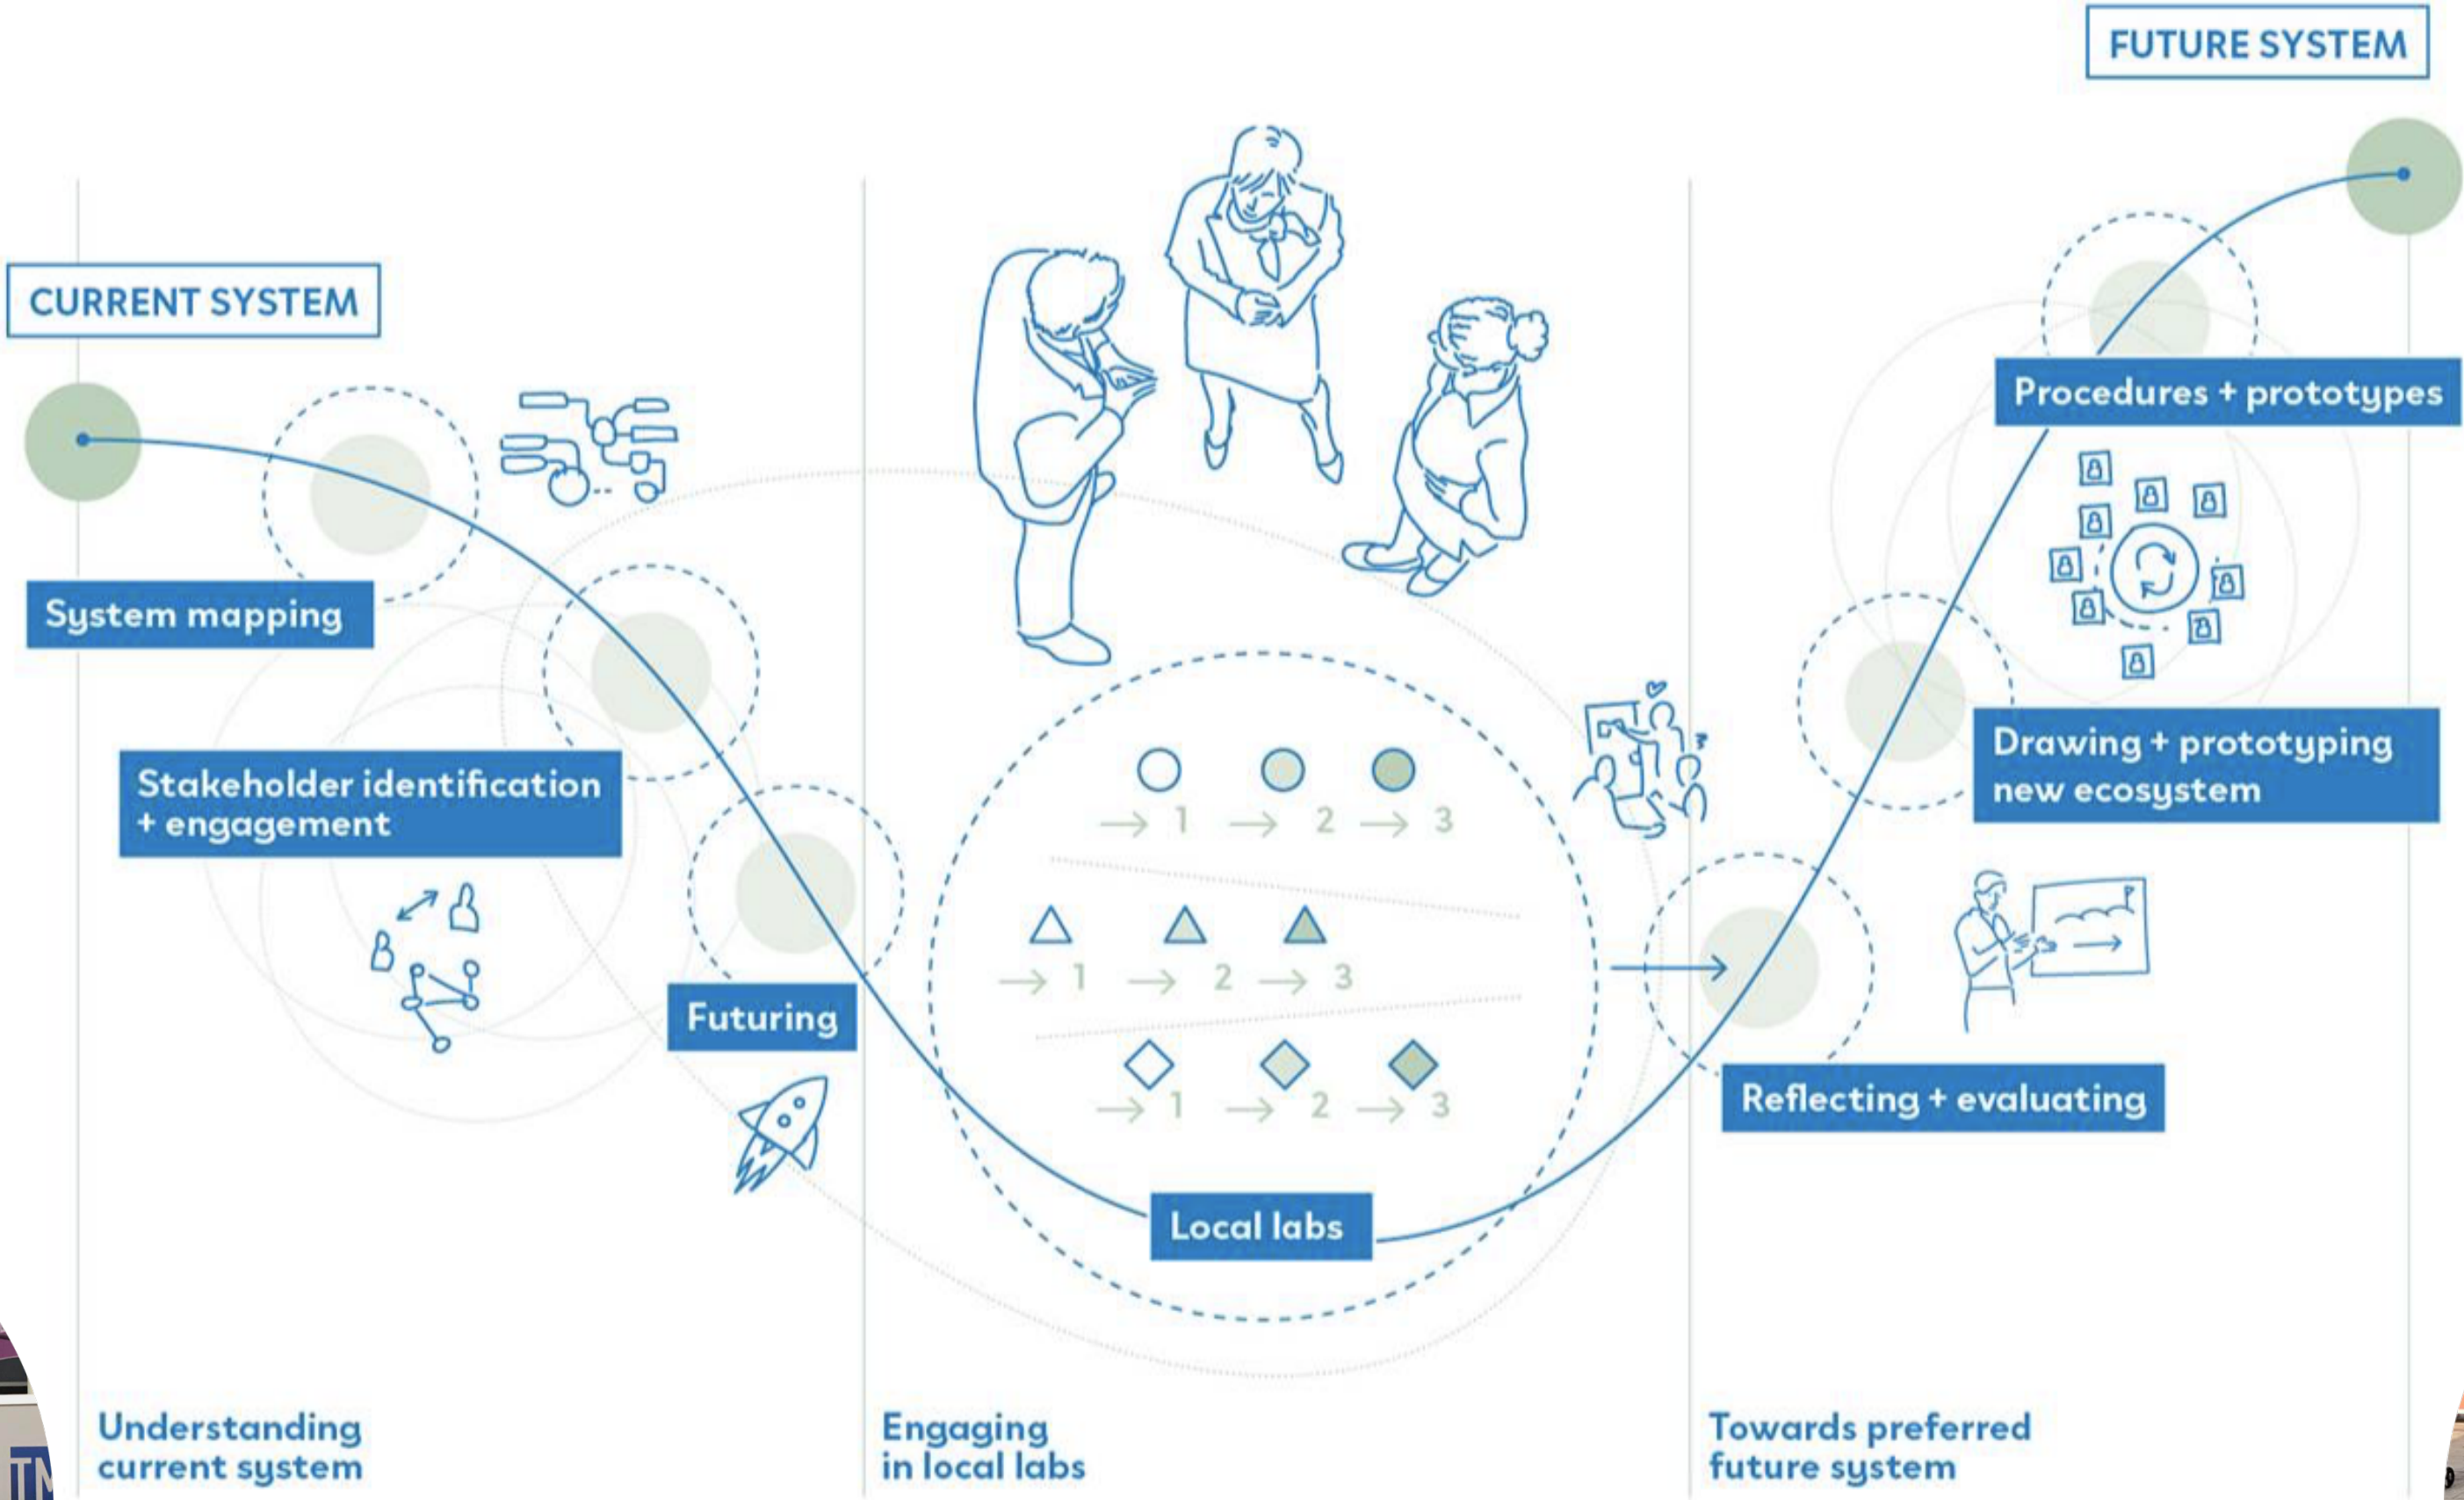 FUTURE SYSTEM
CURRENT SYSTEM
System mapping
Stakeholder identification
+ engagement
Futuring
→ 1 → 2 → 3
→ 1 → 2 → 3
→ 1 → 2 → 3
Local labs
Procedures + prototypes
Drawing + prototyping
new ecosystem
Reflecting + evaluating
Understanding
current system
Engaging
in local labs
Towards preferred
future system